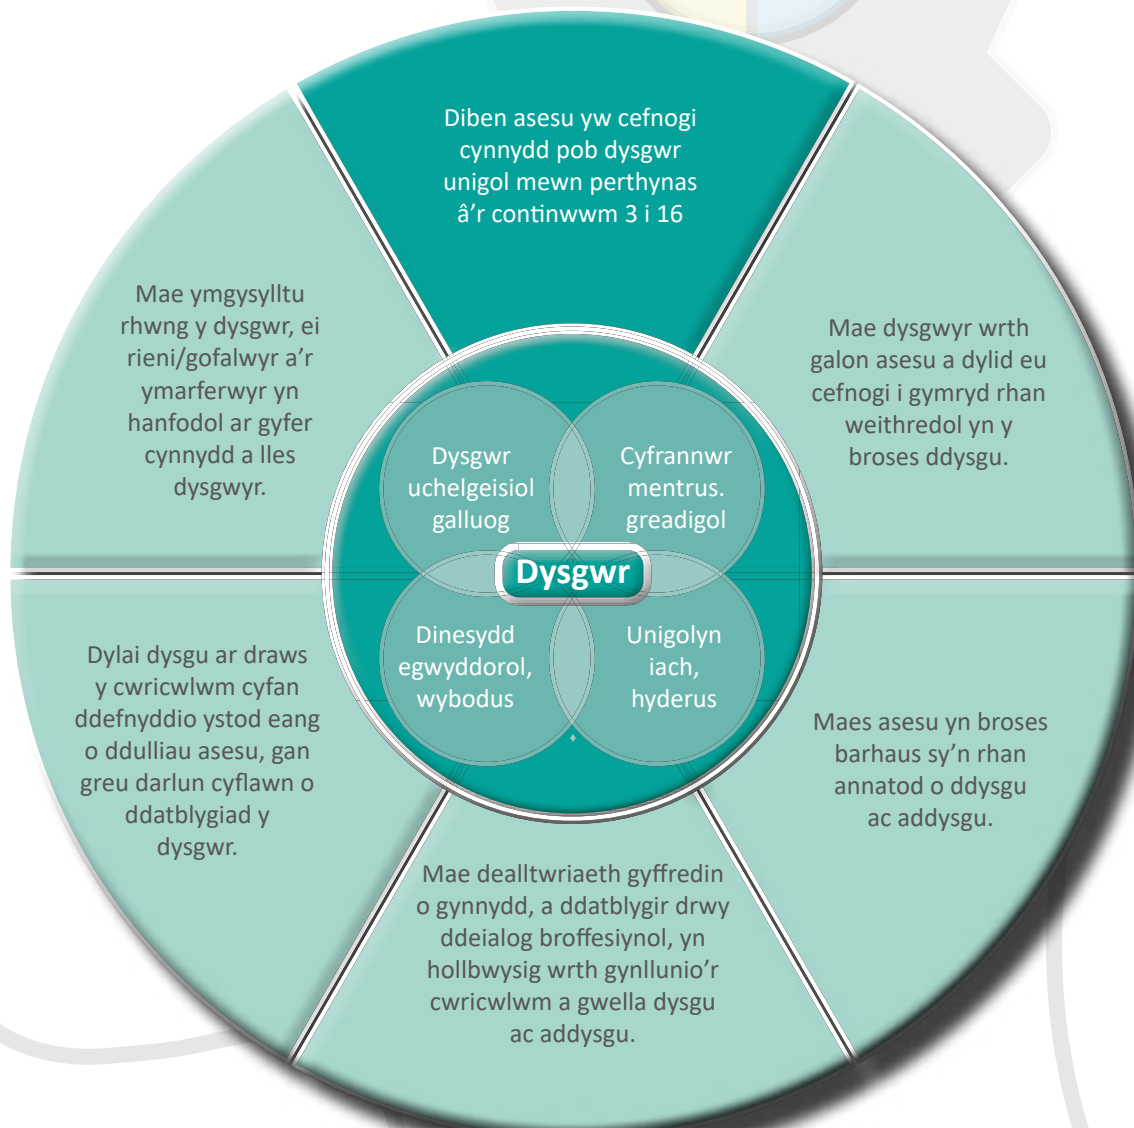 Diben asesu yw cefnogi
cynnydd pob dysgwr
unigol mewn perthynas
â'r continwwm 3 i 16
Mae dysgwyr wrth
galon asesu a dylid eu
cefnogi i gymryd rhan
weithredol yn y
broses ddysgu.
Maes asesu yn broses
barhaus sy'n rhan
annatod o ddysgu
ac addysgu.
Mae dealltwriaeth gyffredin
o gynnydd, a ddatblygir drwy
ddeialog broffesiynol, yn
hollbwysig wrth gynllunio'r
cwricwlwm a gwella dysgu
ac addysgu.
Dylai dysgu ar draws
y cwricwlwm cyfan
ddefnyddio ystod eang
o ddulliau asesu, gan
greu darlun cyflawn o
ddatblygiad y
dysgwr.
Mae ymgysylltu
rhwng y dysgwr, ei
rieni/gofalwyr a'r
ymarferwyr yn
hanfodol ar gyfer
cynnydd a lles
dysgwyr.
Dysgwr
uchelgeisiol
galluog
Cyfrannwr
mentrus.
greadigol
Dysgwr
Dinesydd
egwyddorol,
wybodus
Unigolyn
iach,
hyderus